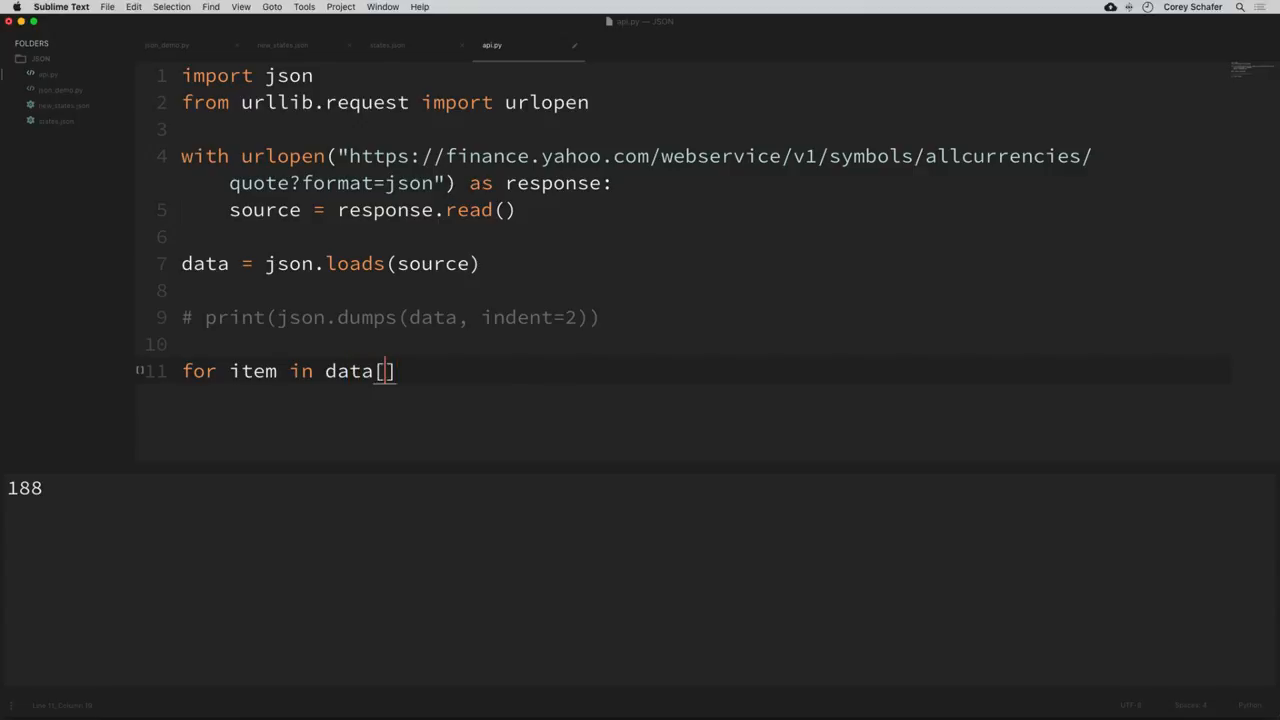 Sublime Text File Edit Selection Find View Goto Tools Project Window Help Corey Schafer
api.py — JSON
FOLDERS
JSON
api.py
json_demo.py
new_states.json
states.json
json_demo.py new_states.json states.json api.py
1 import json
2 from urllib.request import urlopen
3
4 with urlopen("https://finance.yahoo.com/webservice/v1/symbols/allcurrencies/
quote?format=json") as response:
5 source = response.read()
6
7 data = json.loads(source)
8
9 # print(json.dumps(data, indent=2))
10
11 for item in data[]
188
Line 11, Column 18
UTF-8 Spaces: 4 Python